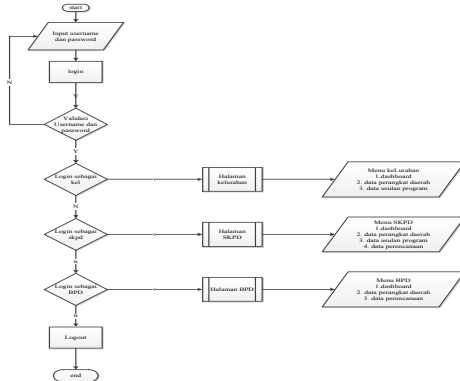 start
Input username
dan password
N
login
Y
Validasi
Username dan
password
Y
Login sebagai
kel
Y
Halaman
kelurahan
Menu keLurahan
1.dashboard
2. data perangkat daerah
3. data usulan program
N
Login sebagai
skpd
Y
Halaman
SKPD
Menu SKPD
1.dashboard
2. data perangkat daerah
3. data usulan program
4. data perencanaan
N
Login sebagai
BPD
Y
Halaman BPD
Menu BPD
1.dashboard
2. data perangkat daerah
3. data perencanaan
N
Logout
end